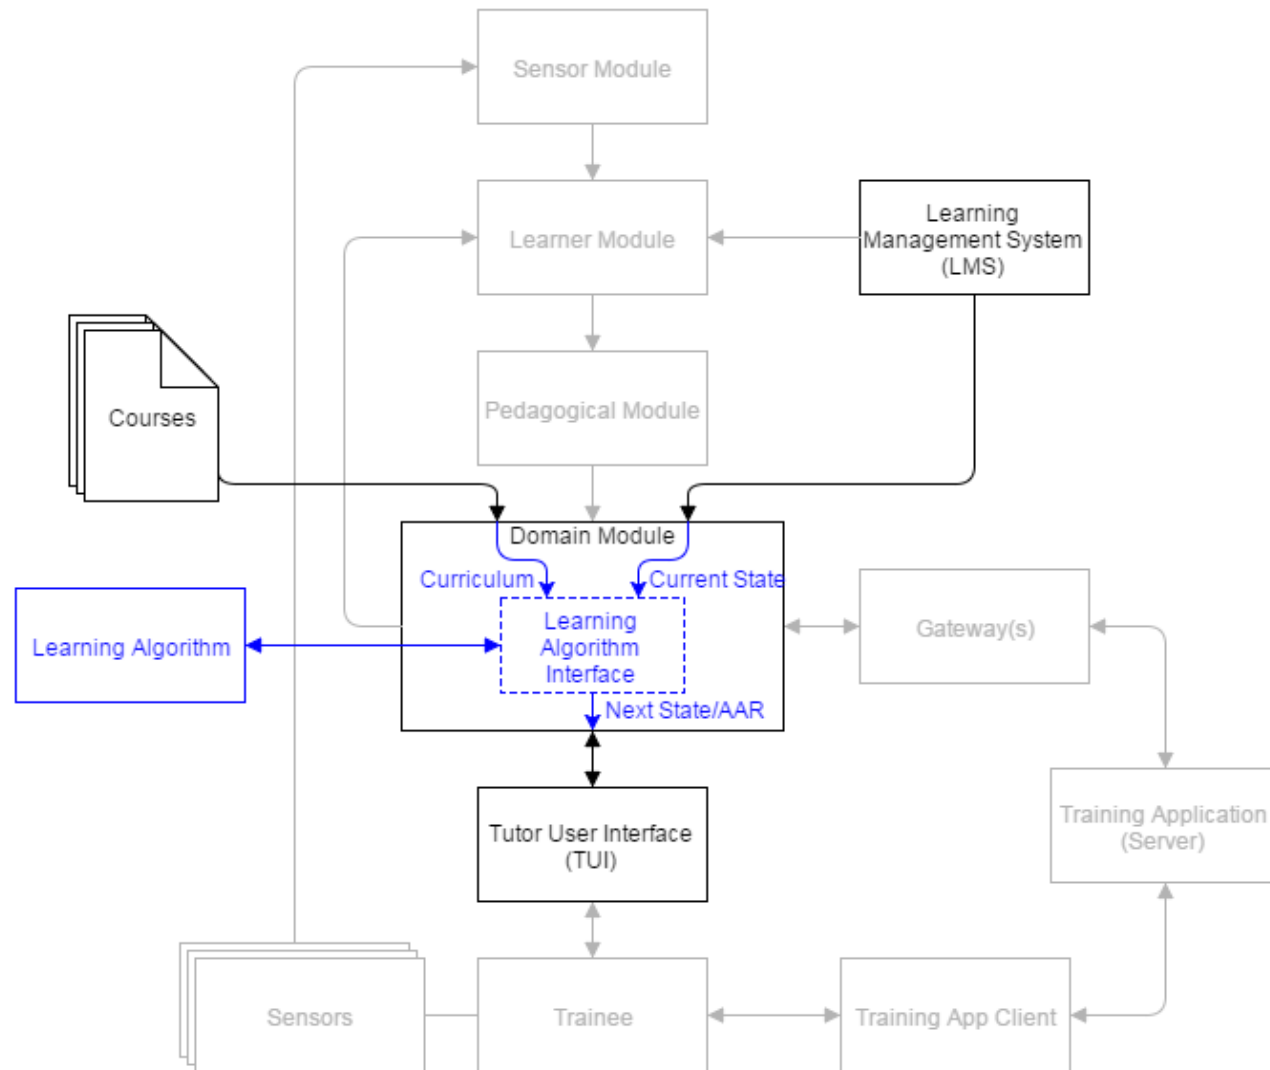 Sensor Module
Learner Module
Learning
Management System
(LMS)
Courses
Pedagogical Module
Domain Module
Curriculum
Current State
Learning Algorithm
Learning
Algorithm
Interface
Gateway(s)
Next State/AAR
Tutor User Interface
(TUI)
Training Application
(Server)
Sensors
Trainee
Training App Client